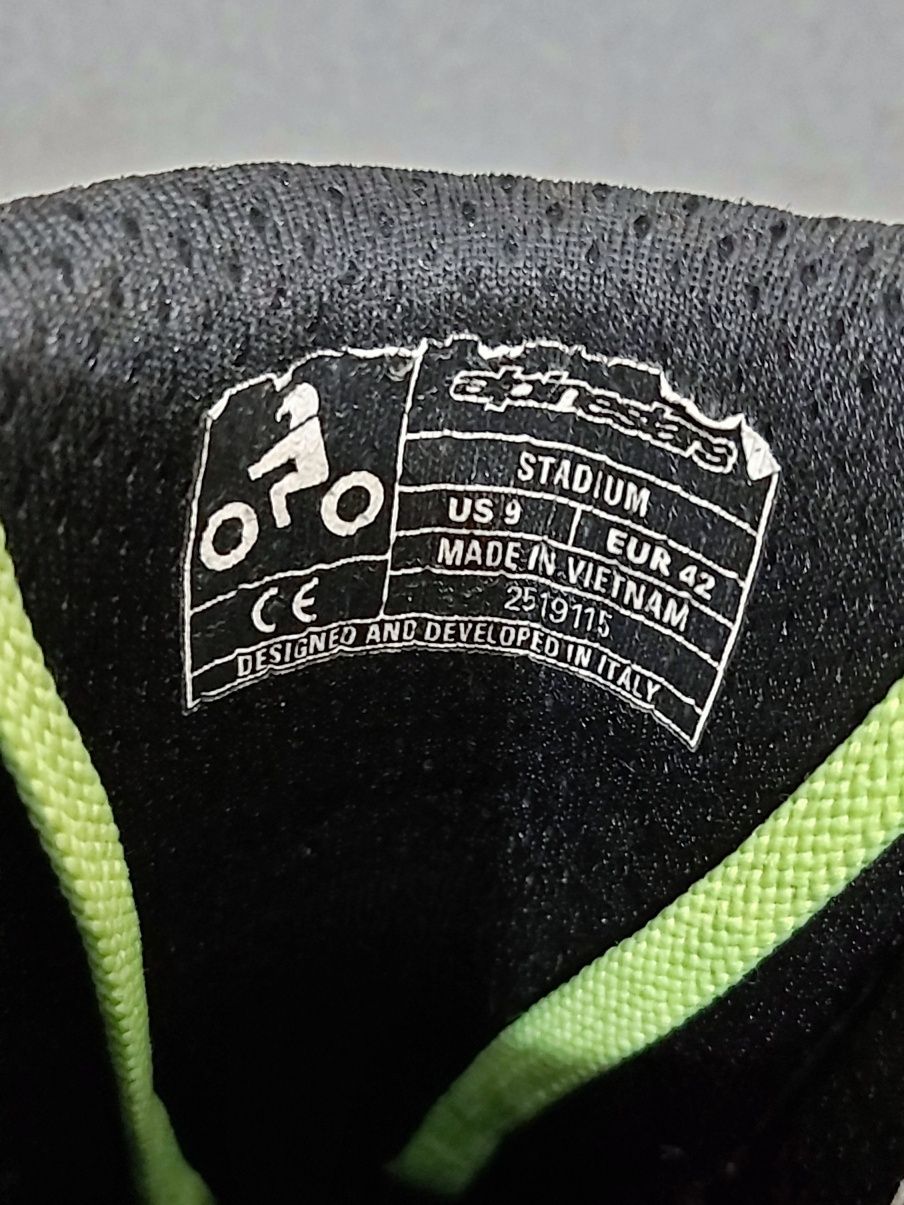 alpinestars
STADIUM
US 9 EUR 42
MADE IN VIETNAM
2519115
CE
DESIGNED AND DEVELOPED IN ITALY